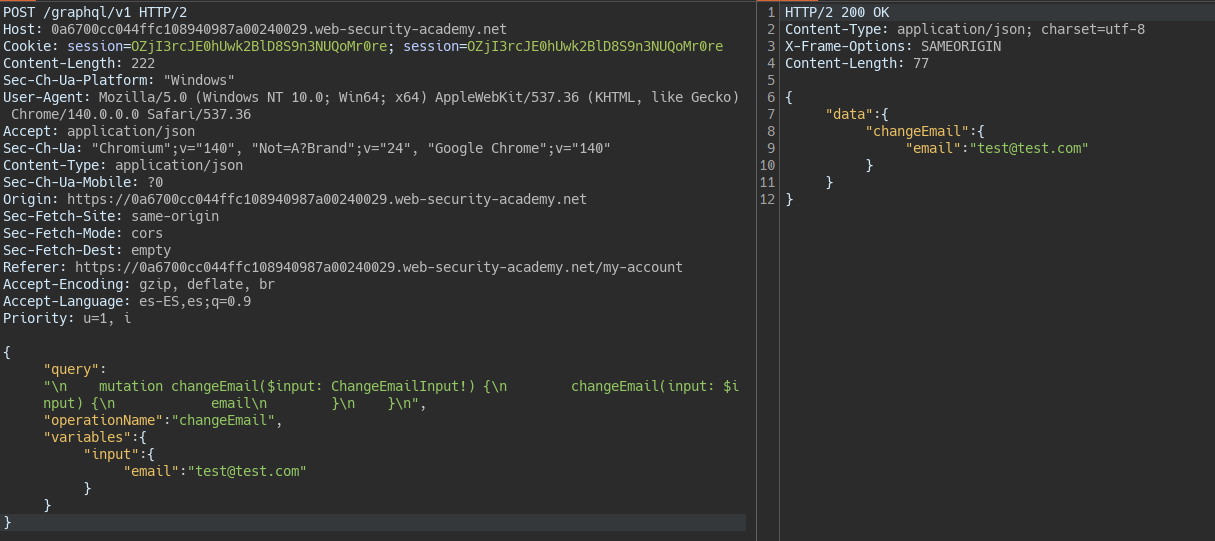 POST /graphql/v1 HTTP/2
Host: 0a6700cc044ffc108940987a00240029.web-security-academy.net
Cookie: session=OZjI3rcJE0hUwk2BlD8S9n3NUQoMr0re; session=OZjI3rcJE0hUwk2BlD8S9n3NUQoMr0re
Content-Length: 222
Sec-Ch-Ua-Platform: "Windows"
User-Agent: Mozilla/5.0 (Windows NT 10.0; Win64; x64) AppleWebKit/537.36 (KHTML, like Gecko)
Chrome/140.0.0.0 Safari/537.36
Accept: application/json
Sec-Ch-Ua: "Chromium";v="140", "Not=A?Brand";v="24", "Google Chrome";v="140"
Content-Type: application/json
Sec-Ch-Ua-Mobile: ?0
Origin: https://0a6700cc044ffc108940987a00240029.web-security-academy.net
Sec-Fetch-Site: same-origin
Sec-Fetch-Mode: cors
Sec-Fetch-Dest: empty
Referer: https://0a6700cc044ffc108940987a00240029.web-security-academy.net/my-account
Accept-Encoding: gzip, deflate, br
Accept-Language: es-ES,es;q=0.9
Priority: u=1, i
{
"query":
"\n    mutation changeEmail($input: ChangeEmailInput!) {\n        changeEmail(input: $i
nput) {\n            email\n        }\n    }\n",
"operationName":"changeEmail",
"variables":{
"input":{
"email":"test@test.com"
}
}
}
1 HTTP/2 200 OK
2 Content-Type: application/json; charset=utf-8
3 X-Frame-Options: SAMEORIGIN
4 Content-Length: 77
5
6 {
7 "data":{
8 "changeEmail":{
9 "email":"test@test.com"
10 }
11 }
12 }